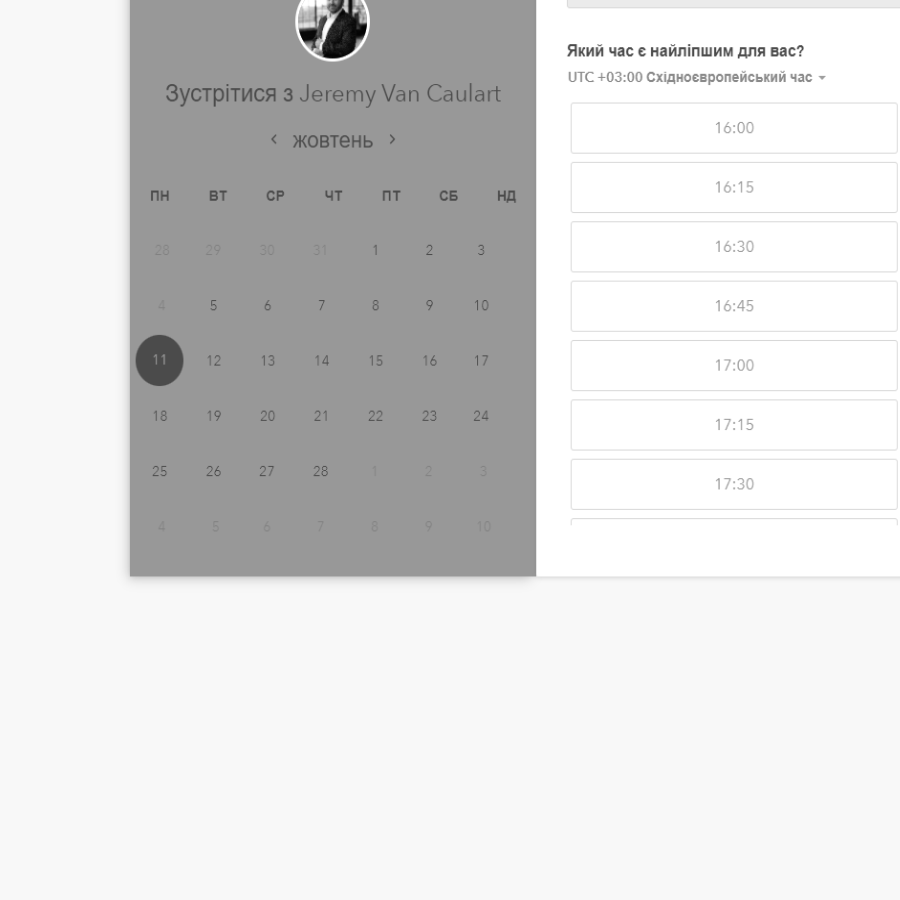 Зустрітися з Jeremy Van Caulart
жовтень
ПН ВТ СР ЧТ ПТ СБ НД
28 29 30 31 1 2 3
4 5 6 7 8 9 10
11 12 13 14 15 16 17
18 19 20 21 22 23 24
25 26 27 28 1 2 3
4 5 6 7 8 9 10
Який час є найліпшим для вас?
UTC +03:00 Східноєвропейський час
16:00
16:15
16:30
16:45
17:00
17:15
17:30